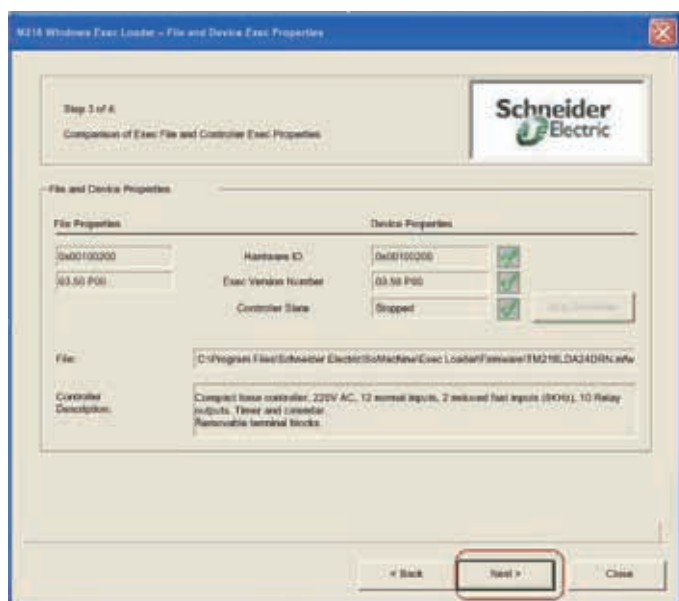 M218 Windows Exec Loader - File and Device Exec Properties
Step 3 of 4:
Comparison of Exec File and Controller Exec Properties
Schneider
Electric
File and Device Properties
File Properties
Device Properties
0x00100200
Hardware ID
0x00100200
03.50 P00
Exec Version Number
03.50 P00
Controller State
Stopped
File:
C:\Program Files\Schneider Electric\SoMachine\Exec Loader\Firmware\TM218LDA24DRN.mfw
Controller
Description:
Compact base controller, 220V AC, 12 normal inputs, 2 reduced fast inputs (8KHz), 10 Relay
outputs. Timer and calendar.
Removable terminal blocks
< Back
Next >
Close